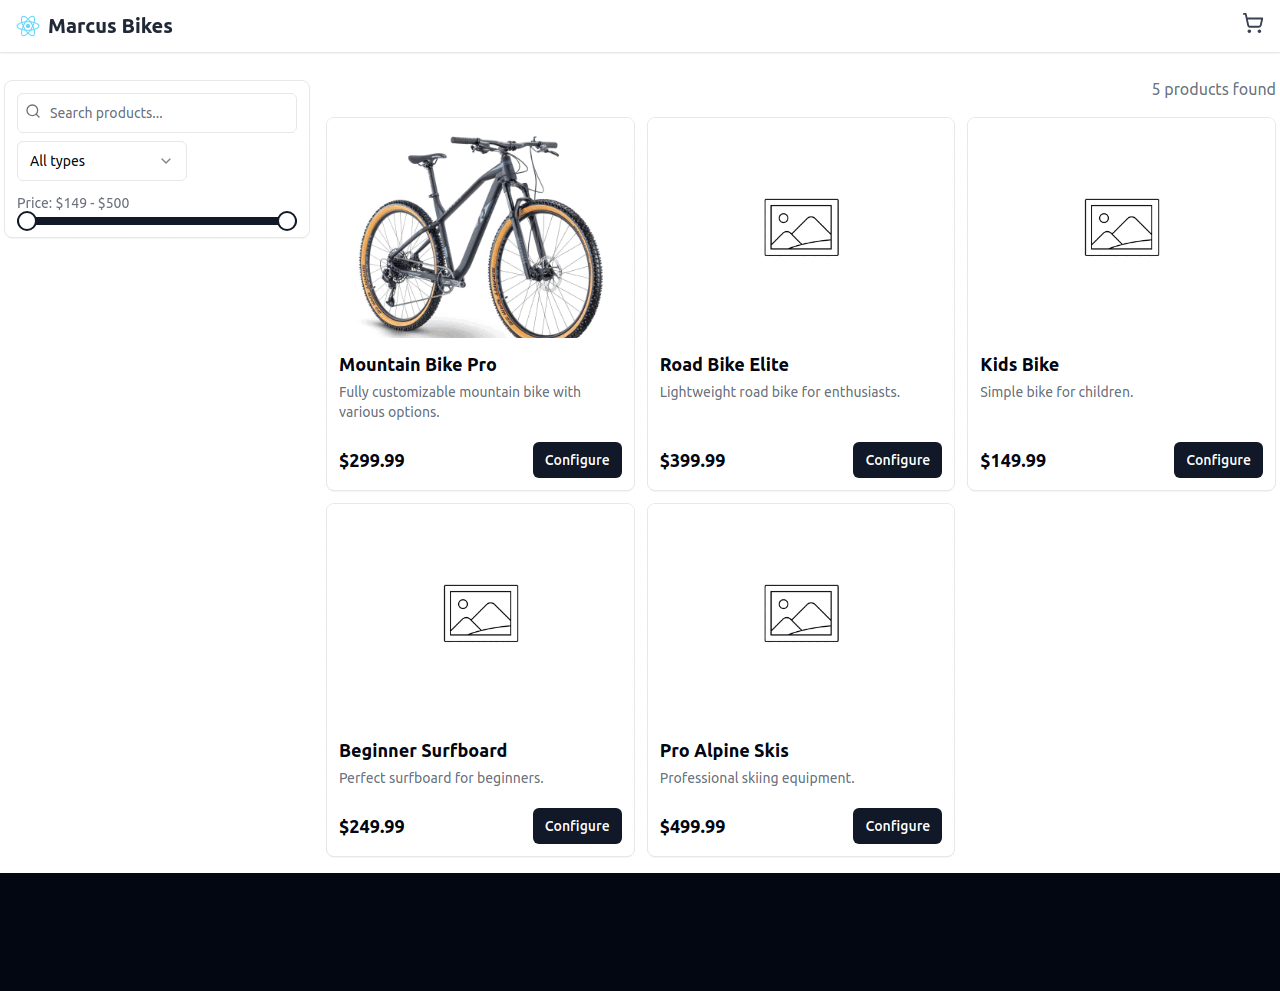 Marcus Bikes
Search products...
All types
Price: $149 - $500
5 products found
Mountain Bike Pro
Fully customizable mountain bike with
various options.
$299.99
Configure
Road Bike Elite
Lightweight road bike for enthusiasts.
$399.99
Configure
Kids Bike
Simple bike for children.
$149.99
Configure
Beginner Surfboard
Perfect surfboard for beginners.
$249.99
Configure
Pro Alpine Skis
Professional skiing equipment.
$499.99
Configure